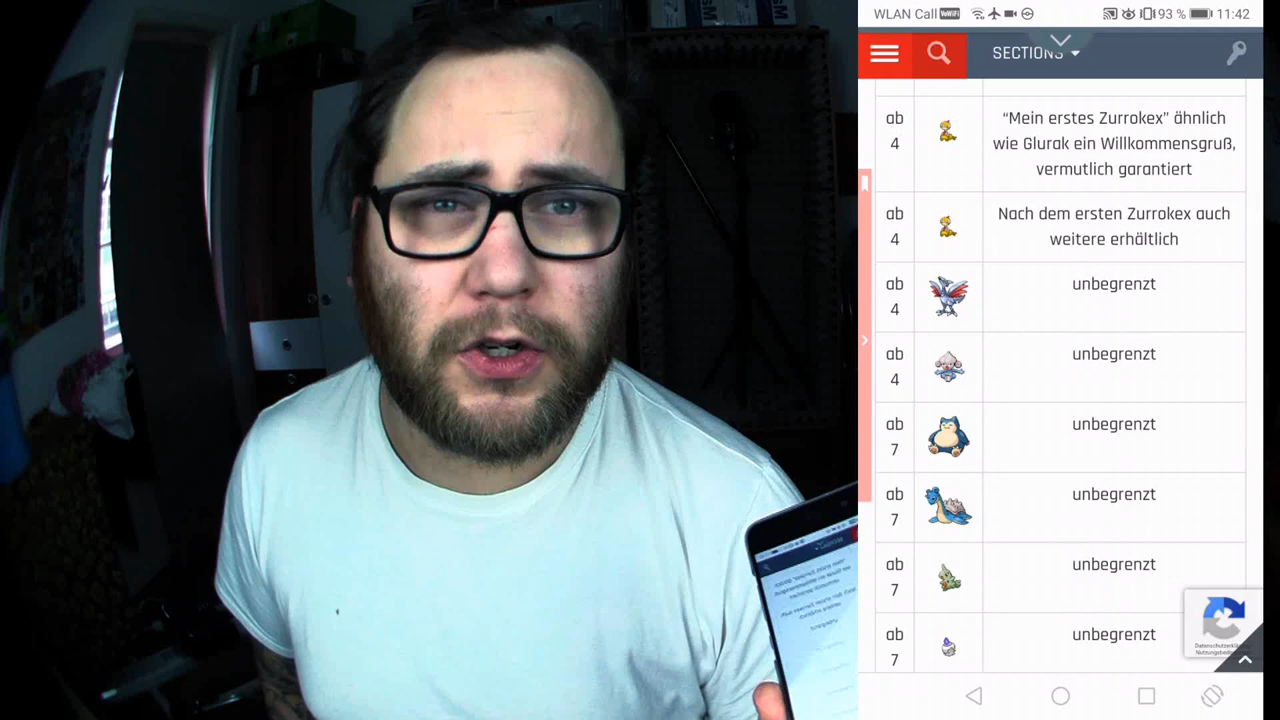 WLAN Call VoWiFi 93 % 11:42
SECTIONS
ab
4
“Mein erstes Zurrokex” ähnlich
wie Glurak ein Willkommensgruß,
vermutlich garantiert
ab
4
Nach dem ersten Zurrokex auch
weitere erhältlich
ab
4
unbegrenzt
ab
4
unbegrenzt
ab
7
unbegrenzt
ab
7
unbegrenzt
ab
7
unbegrenzt
ab
7
unbegrenzt